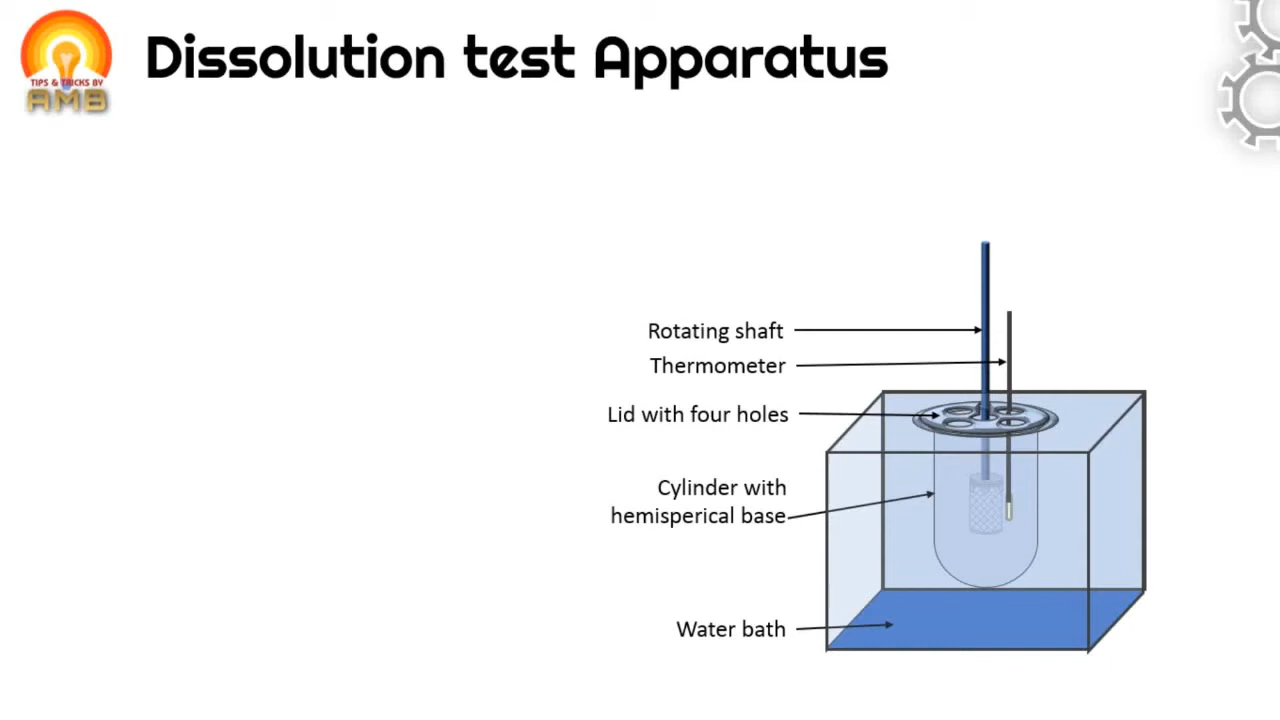 Dissolution test Apparatus
TIPS & TRICKS BY
AMB
Rotating shaft
Thermometer
Lid with four holes
Cylinder with
hemisperical base
Water bath